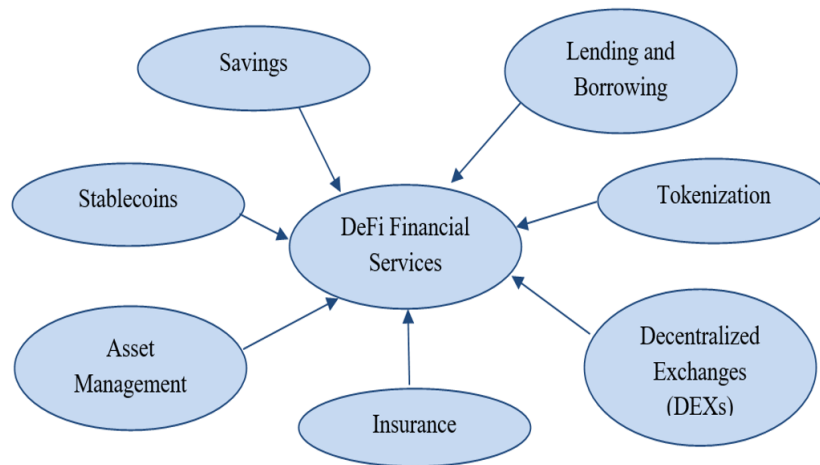 Savings
Lending and
Borrowing
Stablecoins
Tokenization
DeFi Financial
Services
Asset
Management
Decentralized
Exchanges
(DEXs)
Insurance